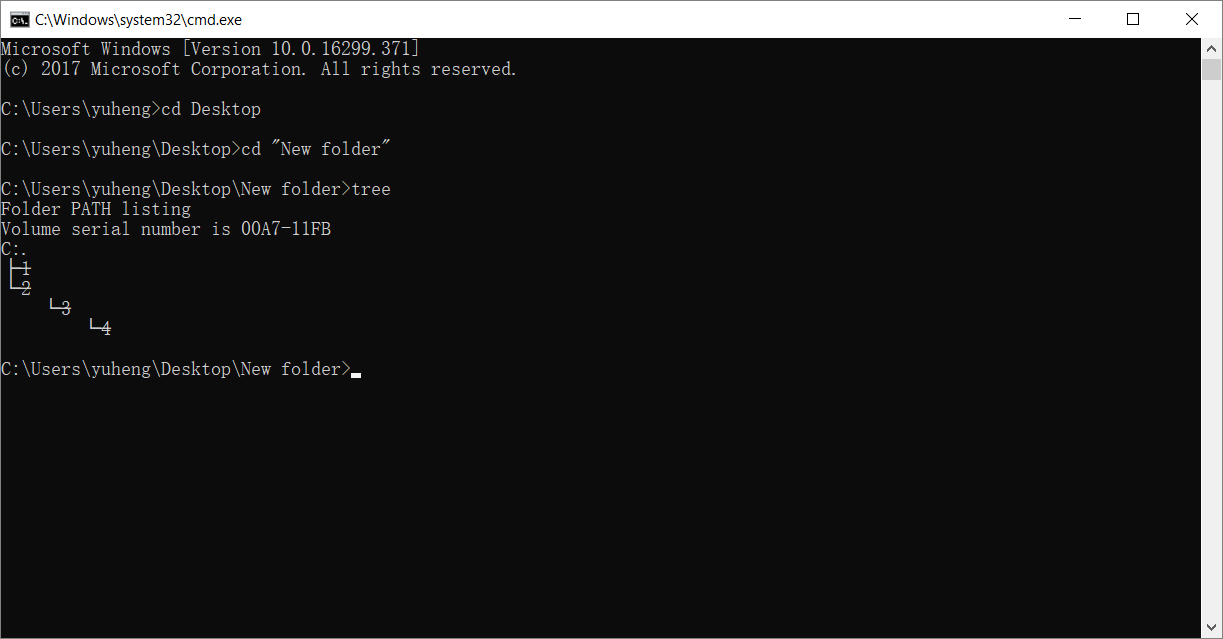 C:\Windows\system32\cmd.exe
Microsoft Windows [Version 10.0.16299.371]
(c) 2017 Microsoft Corporation. All rights reserved.
C:\Users\yuheng>cd Desktop
C:\Users\yuheng\Desktop>cd "New folder"
C:\Users\yuheng\Desktop\New folder>tree
Folder PATH listing
Volume serial number is 00A7-11FB
C:.
├─1
└─2
    └─3
        └─4
C:\Users\yuheng\Desktop\New folder>